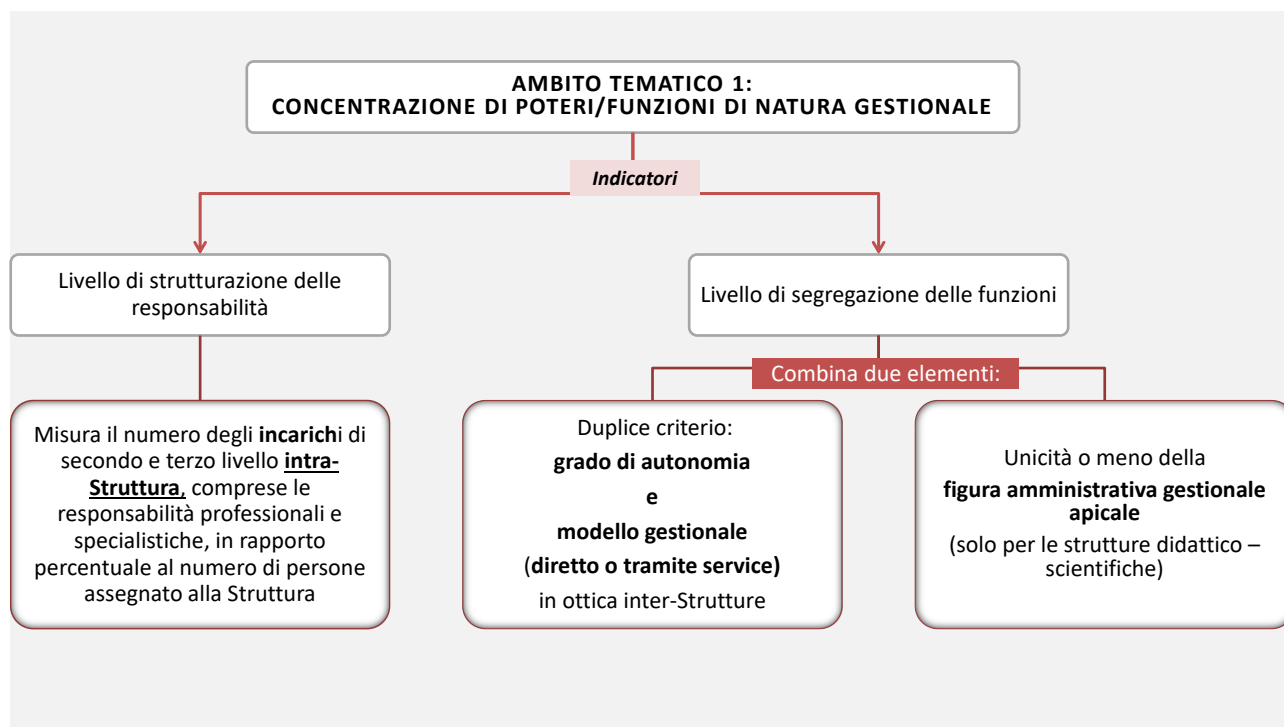 AMBITO TEMATICO 1:
CONCENTRAZIONE DI POTERI/FUNZIONI DI NATURA GESTIONALE
Indicatori
Livello di strutturazione delle
responsabilità
Livello di segregazione delle funzioni
Combina due elementi:
Misura il numero degli incarichi di
secondo e terzo livello intra-
Struttura, comprese le
responsabilità professionali e
specialistiche, in rapporto
percentuale al numero di persone
assegnato alla Struttura
Duplice criterio:
grado di autonomia
e
modello gestionale
(diretto o tramite service)
in ottica inter-Strutture
Unicità o meno della
figura amministrativa gestionale
apicale
(solo per le strutture didattico –
scientifiche)